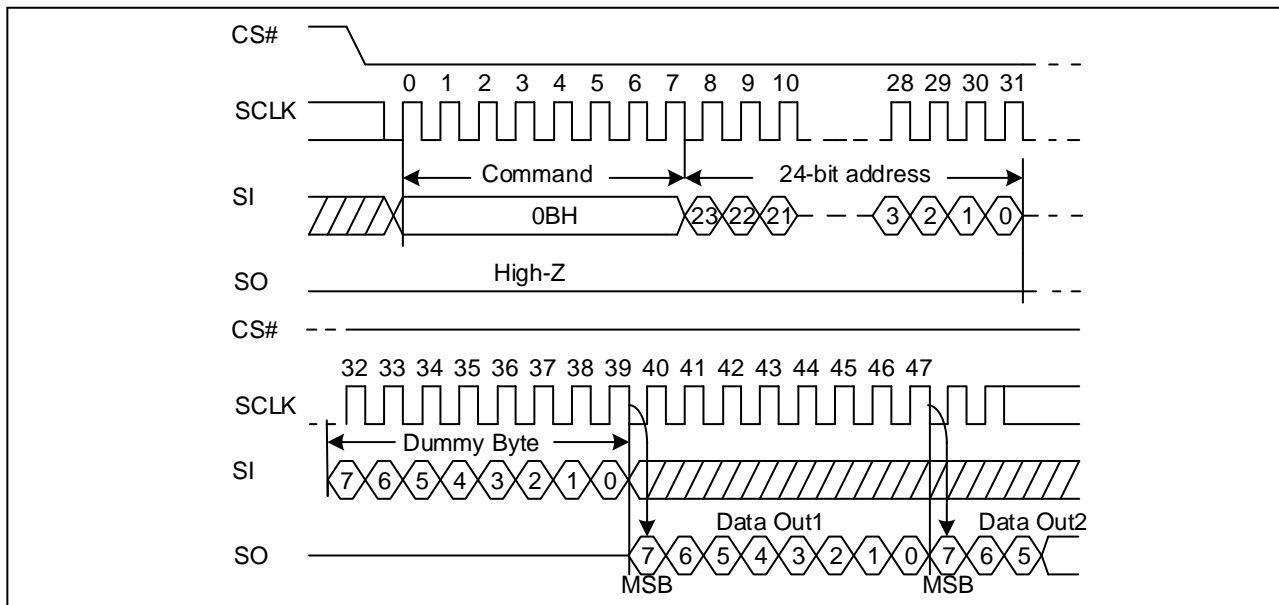 CS#
0 1 2 3 4 5 6 7 8 9 10 28 29 30 31
SCLK
Command 24-bit address
SI
0BH 23 22 21 3 2 1 0
High-Z
SO
CS#
32 33 34 35 36 37 38 39 40 41 42 43 44 45 46 47
SCLK
Dummy Byte
SI
7 6 5 4 3 2 1 0
Data Out1 Data Out2
SO
7 6 5 4 3 2 1 0 7 6 5
MSB MSB